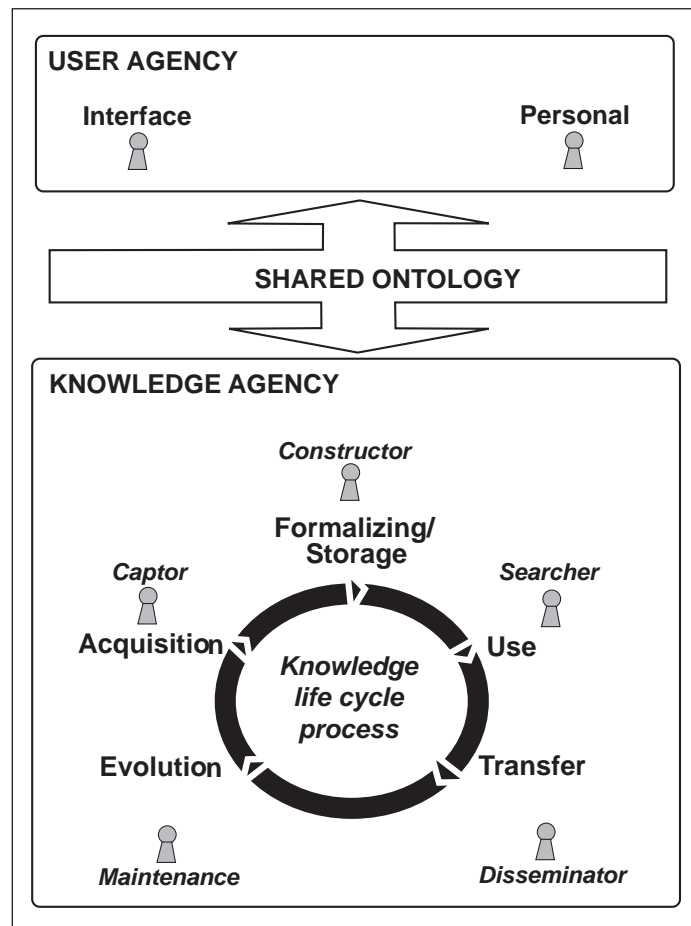 USER AGENCY
Interface
Personal
SHARED ONTOLOGY
KNOWLEDGE AGENCY
Constructor
Formalizing/
Storage
Captor
Searcher
Acquisition
Use
Knowledge
life cycle
process
Evolution
Transfer
Maintenance
Disseminator